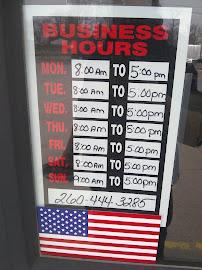 BUSINESS
HOURS
MON. 8:00 AM TO 5:00 pm
TUE. 8:00 AM TO 5:00 pm
WED. 8:00 AM TO 5:00 pm
THU. 8:00 AM TO 5:00 pm
FRI. 8:00 AM TO 5:00 pm
SAT. 8:00 AM TO 5:00 pm
SUN. 9:00 AM TO 5:00 pm
260-444-3285